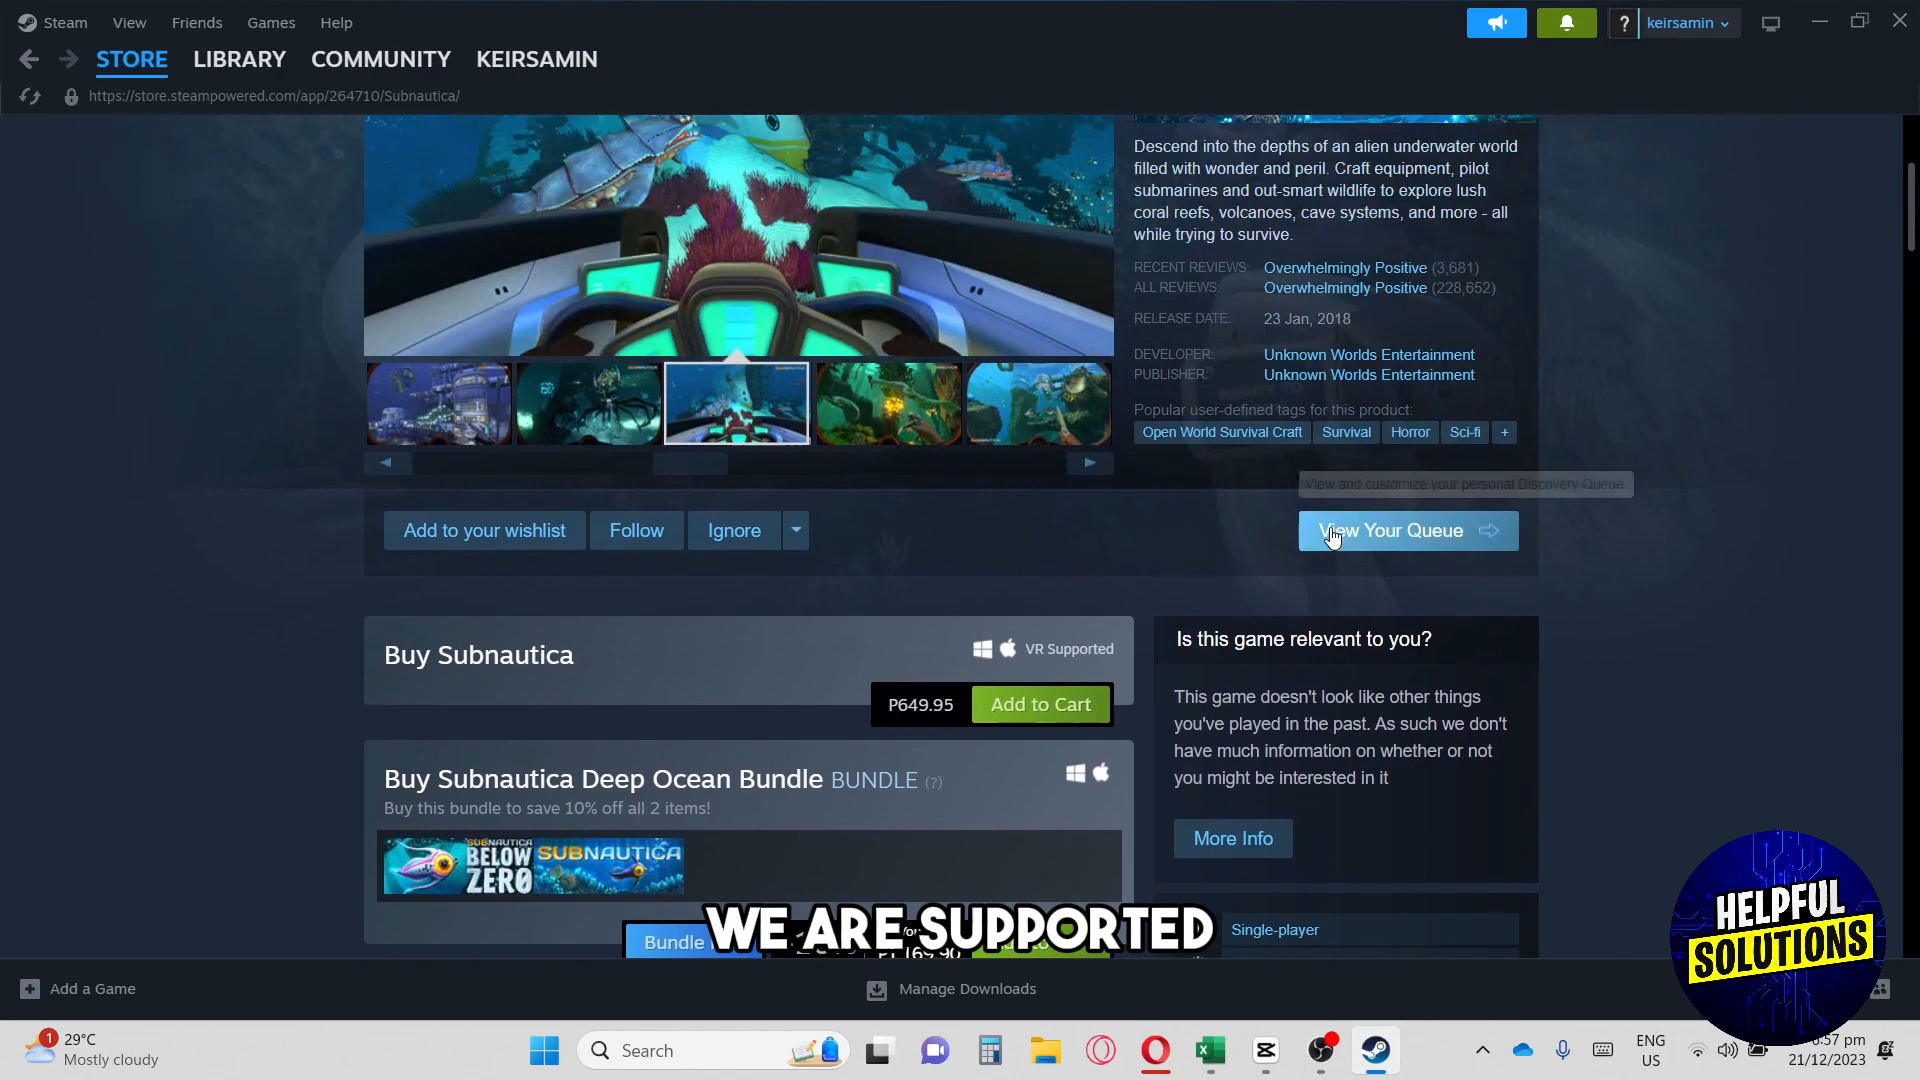 Steam View Friends Games Help
? keirsamin
STORE LIBRARY COMMUNITY KEIRSAMIN
https://store.steampowered.com/app/264710/Subnautica/
Descend into the depths of an alien underwater world
filled with wonder and peril. Craft equipment, pilot
submarines and out-smart wildlife to explore lush
coral reefs, volcanoes, cave systems, and more - all
while trying to survive.
RECENT REVIEWS: Overwhelmingly Positive (3,681)
ALL REVIEWS: Overwhelmingly Positive (228,652)
RELEASE DATE: 23 Jan, 2018
DEVELOPER: Unknown Worlds Entertainment
PUBLISHER: Unknown Worlds Entertainment
Popular user-defined tags for this product:
Open World Survival Craft Survival Horror Sci-fi +
View and customize your personal Discovery Queue
Add to your wishlist Follow Ignore
View Your Queue
Buy Subnautica
VR Supported
P649.95 Add to Cart
Is this game relevant to you?
This game doesn't look like other things
you've played in the past. As such we don't
have much information on whether or not
you might be interested in it
More Info
Buy Subnautica Deep Ocean Bundle BUNDLE (?)
Buy this bundle to save 10% off all 2 items!
SUBNAUTICA
BELOW
ZERO
SUBNAUTICA
Bundle
WE ARE SUPPORTED
Single-player
HELPFUL
SOLUTIONS
Add a Game
Manage Downloads
1
29°C
Mostly cloudy
Search
ENG
US
:57 pm
21/12/2023